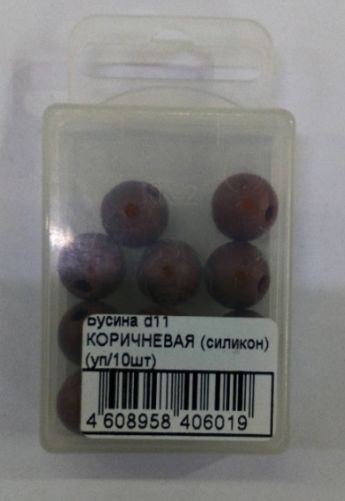 Бусина d11
КОРИЧНЕВАЯ (силикон)
(уп/10шт)
4 608958 406019